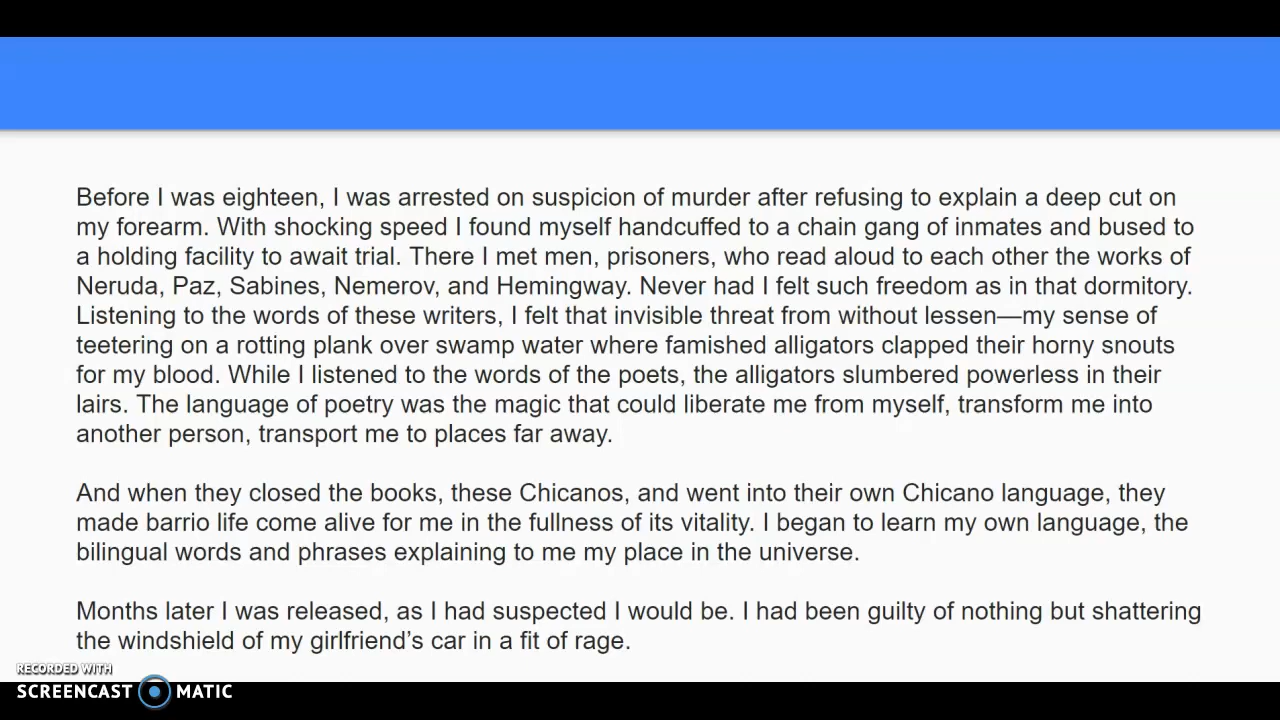 Before I was eighteen, I was arrested on suspicion of murder after refusing to explain a deep cut on
my forearm. With shocking speed I found myself handcuffed to a chain gang of inmates and bused to
a holding facility to await trial. There I met men, prisoners, who read aloud to each other the works of
Neruda, Paz, Sabines, Nemerov, and Hemingway. Never had I felt such freedom as in that dormitory.
Listening to the words of these writers, I felt that invisible threat from without lessen—my sense of
teetering on a rotting plank over swamp water where famished alligators clapped their horny snouts
for my blood. While I listened to the words of the poets, the alligators slumbered powerless in their
lairs. The language of poetry was the magic that could liberate me from myself, transform me into
another person, transport me to places far away.
And when they closed the books, these Chicanos, and went into their own Chicano language, they
made barrio life come alive for me in the fullness of its vitality. I began to learn my own language, the
bilingual words and phrases explaining to me my place in the universe.
Months later I was released, as I had suspected I would be. I had been guilty of nothing but shattering
the windshield of my girlfriend’s car in a fit of rage.
RECORDED WITH
SCREENCAST MATIC